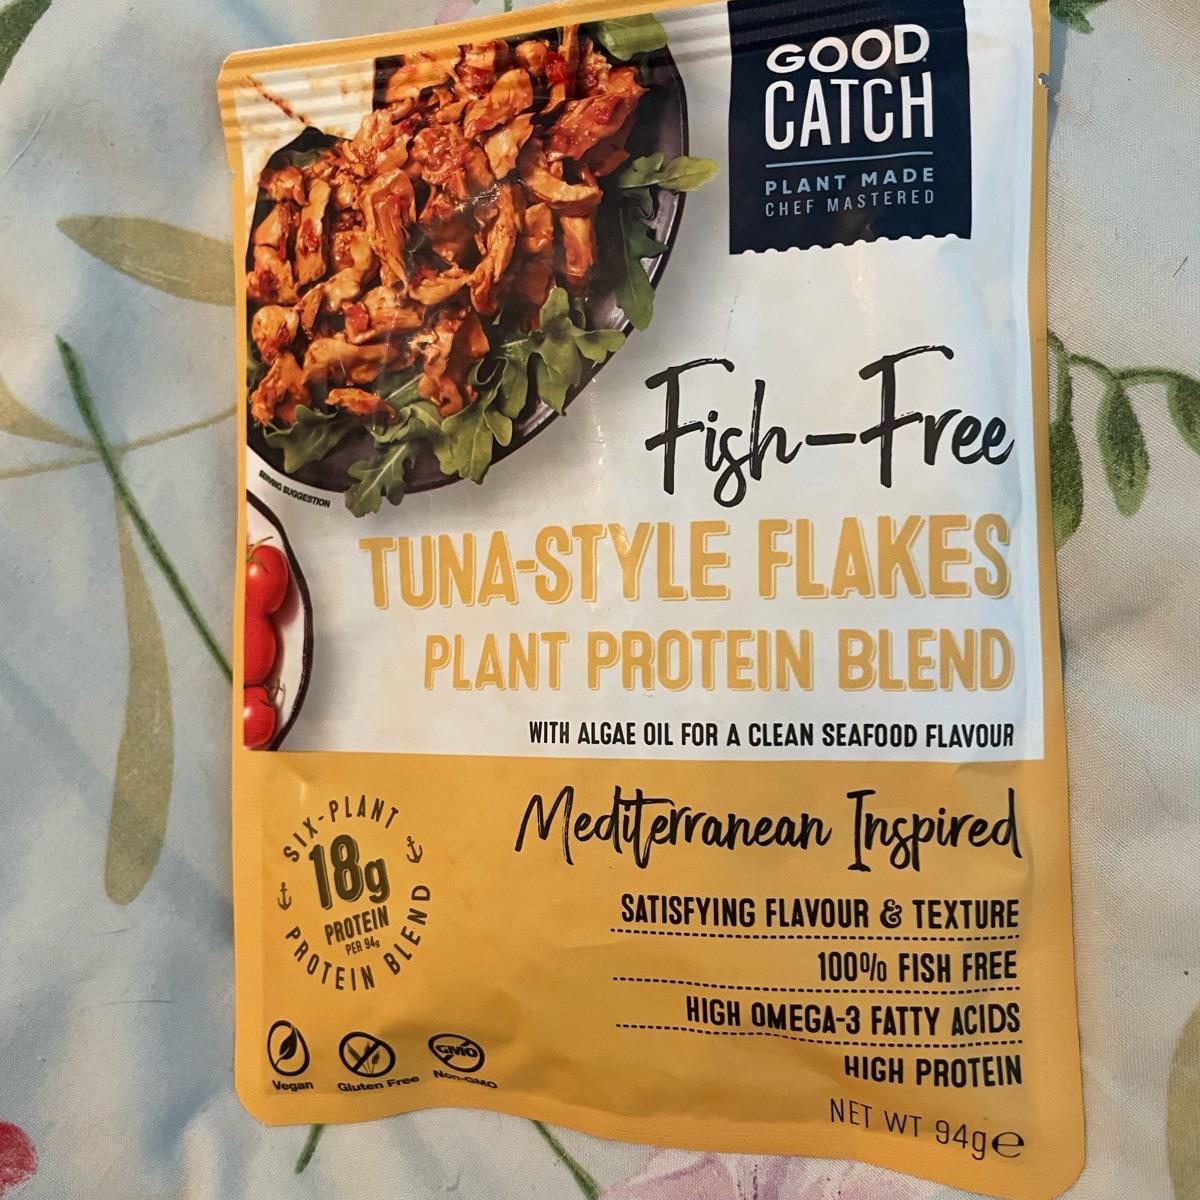 GOOD
CATCH
PLANT MADE
CHEF MASTERED
Fish-Free
SERVING SUGGESTION
TUNA-STYLE FLAKES
PLANT PROTEIN BLEND
WITH ALGAE OIL FOR A CLEAN SEAFOOD FLAVOUR
Mediterranean Inspired
SIX-PLANT
18g
PROTEIN
PER 94g
PROTEIN BLEND
SATISFYING FLAVOUR & TEXTURE
100% FISH FREE
HIGH OMEGA-3 FATTY ACIDS
HIGH PROTEIN
GMO
Vegan Gluten Free Non-GMO
NET WT 94g℮